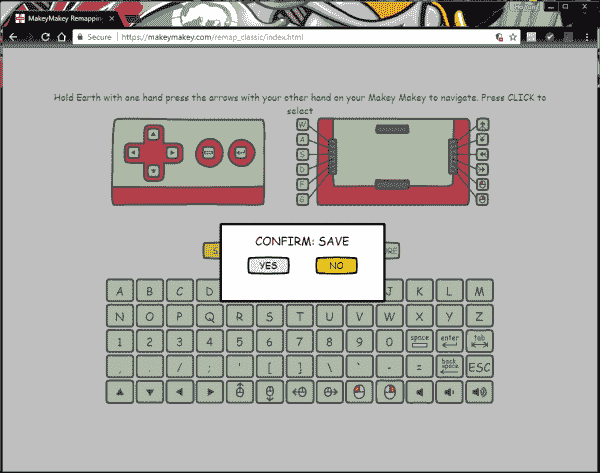 MakeyMakey Remappin
Secure https://makeymakey.com/remap_classic/index.html
Hold Earth with one hand press the arrows with your other hand on your Makey Makey to navigate. Press CLICK to
select
W
A
S
D
F
G
CONFIRM: SAVE
YES NO
A B C D J K L M
N O P Q R S T U V W X Y Z
1 2 3 4 5 6 7 8 9 0 space enter tab
, . / ; ' [ ] \ ` - = back space ESC